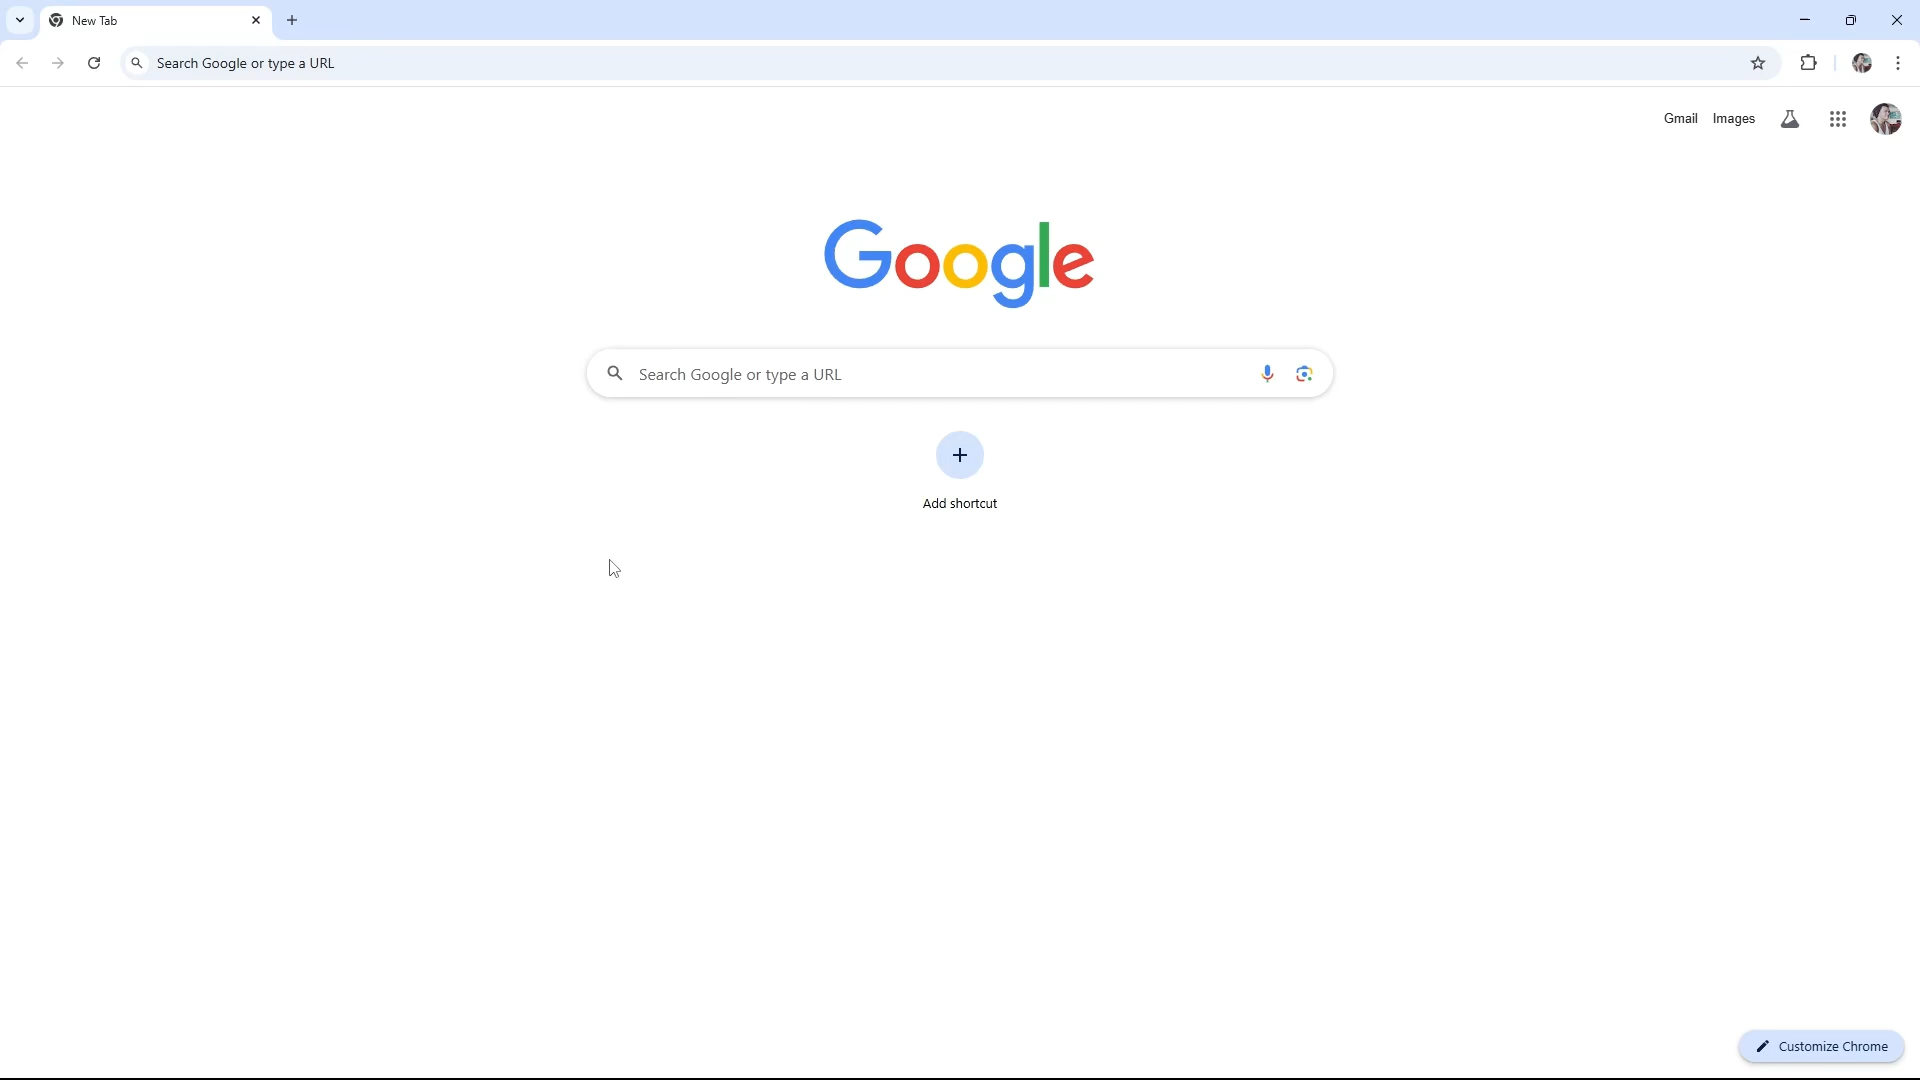 New Tab
Search Google or type a URL
Gmail Images
Google
Search Google or type a URL
Add shortcut
Customize Chrome